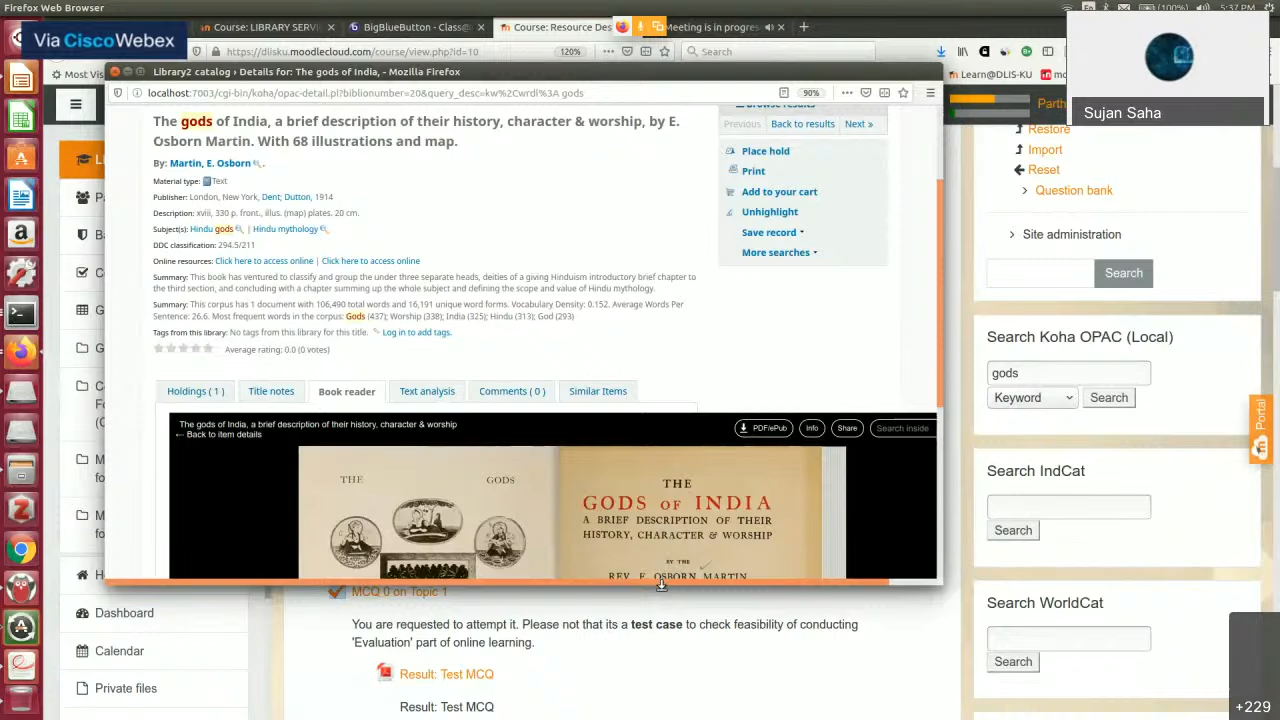 Firefox Web Browser
Via Cisco Webex
Course: LIBRARY SERVI
BigBlueButton - Class@
Course: Resource Des
Meeting is in progres
https://dlisku.moodlecloud.com/course/view.php?id=10
120%
Search
Most Vis
Learn@DLIS-KU
Sujan Saha
Library2 catalog › Details for: The gods of India, - Mozilla Firefox
localhost:7003/cgi-bin/koha/opac-detail.pl?biblionumber=20&query_desc=kw%2Cwrdl%3A gods
90%
The gods of India, a brief description of their history, character & worship, by E.
Osborn Martin. With 68 illustrations and map.
By: Martin, E. Osborn .
Material type: Text
Publisher: London, New York, Dent; Dutton, 1914
Description: xviii, 330 p. front., illus. (map) plates. 20 cm.
Subject(s): Hindu gods | Hindu mythology
DDC classification: 294.5/211
Online resources: Click here to access online | Click here to access online
Summary: This book has ventured to classify and group the under three separate heads, deities of a giving Hinduism introductory brief chapter to
the third section, and concluding with a chapter summing up the whole subject and defining the scope and value of Hindu mythology.
Summary: This corpus has 1 document with 106,490 total words and 16,191 unique word forms. Vocabulary Density: 0.152. Average Words Per
Sentence: 26.6. Most frequent words in the corpus: Gods (437); Worship (338); India (325); Hindu (313); God (293)
Tags from this library: No tags from this library for this title. Log in to add tags.
Average rating: 0.0 (0 votes)
Browse results
Previous Back to results Next »
Place hold
Print
Add to your cart
Unhighlight
Save record
More searches
Holdings ( 1 )
Title notes
Book reader
Text analysis
Comments ( 0 )
Similar Items
The gods of India, a brief description of their history, character & worship
← Back to item details
PDF/ePub
Info
Share
Search inside
THE GODS
THE
GODS OF INDIA
A BRIEF DESCRIPTION OF THEIR
HISTORY, CHARACTER & WORSHIP
BY THE
REV. E. OSBORN MARTIN
MCQ 0 on Topic 1
You are requested to attempt it. Please not that its a test case to check feasibility of conducting
'Evaluation' part of online learning.
Result: Test MCQ
Result: Test MCQ
Dashboard
Calendar
Private files
Parth
Restore
Import
Reset
Question bank
Site administration
Search
Search Koha OPAC (Local)
gods
Keyword
Search
Search IndCat
Search
Search WorldCat
Search
Portal
+229